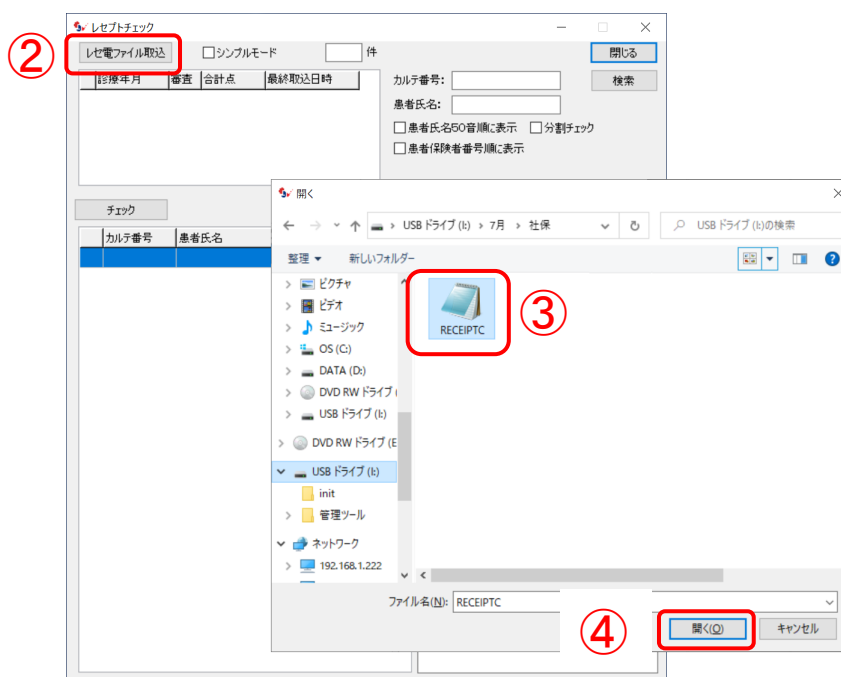 レセプトチェック
②
レセ電ファイル取込
シンプルモード
件
閉じる
診療年月 審査 合計点 最終取込日時
カルテ番号:
検索
患者氏名:
患者氏名50音順に表示 分割チェック
患者保険者番号順に表示
チェック
カルテ番号 患者氏名
開く
USB ドライブ (I:) › 7月 › 社保
USB ドライブ (I:)の検索
整理 新しいフォルダー
ピクチャ
ビデオ
ミュージック
OS (C:)
DATA (D:)
DVD RW ドライブ (
USB ドライブ (I:)
DVD RW ドライブ (E
USB ドライブ (I:)
init
管理ツール
ネットワーク
192.168.1.222
RECEIPTC
③
ファイル名(N): RECEIPTC
④
開く(O)
キャンセル